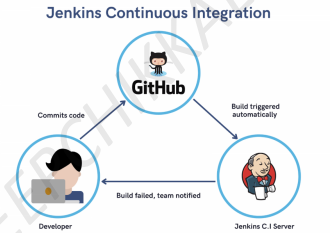 Jenkins Continuous Integration
GitHub
Commits code
Build triggered
automatically
Build failed, team notified
Developer
Jenkins C.I Server